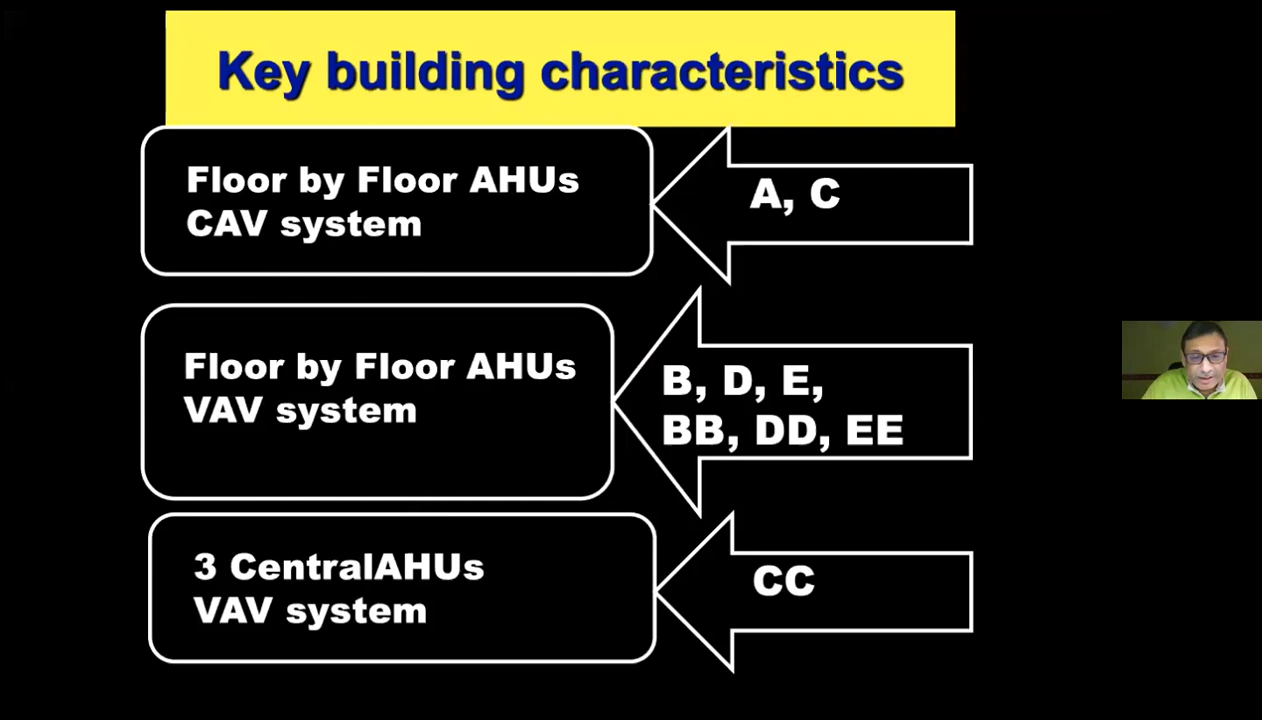 Key building characteristics
Floor by Floor AHUs
CAV system
A, C
Floor by Floor AHUs
VAV system
B, D, E,
BB, DD, EE
3 CentralAHUs
VAV system
CC